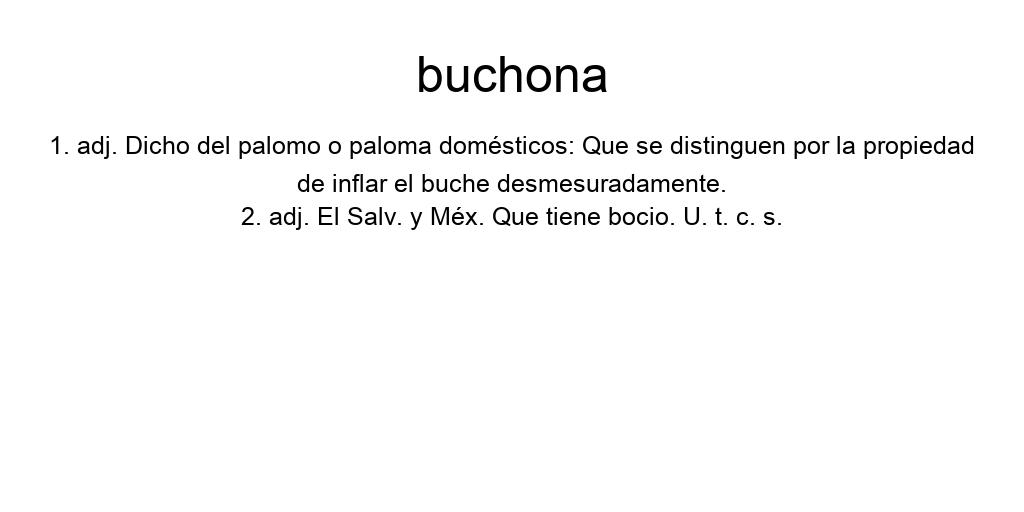 buchona
1. adj. Dicho del palomo o paloma domésticos: Que se distinguen por la propiedad
de inflar el buche desmesuradamente.
2. adj. El Salv. y Méx. Que tiene bocio. U. t. c. s.